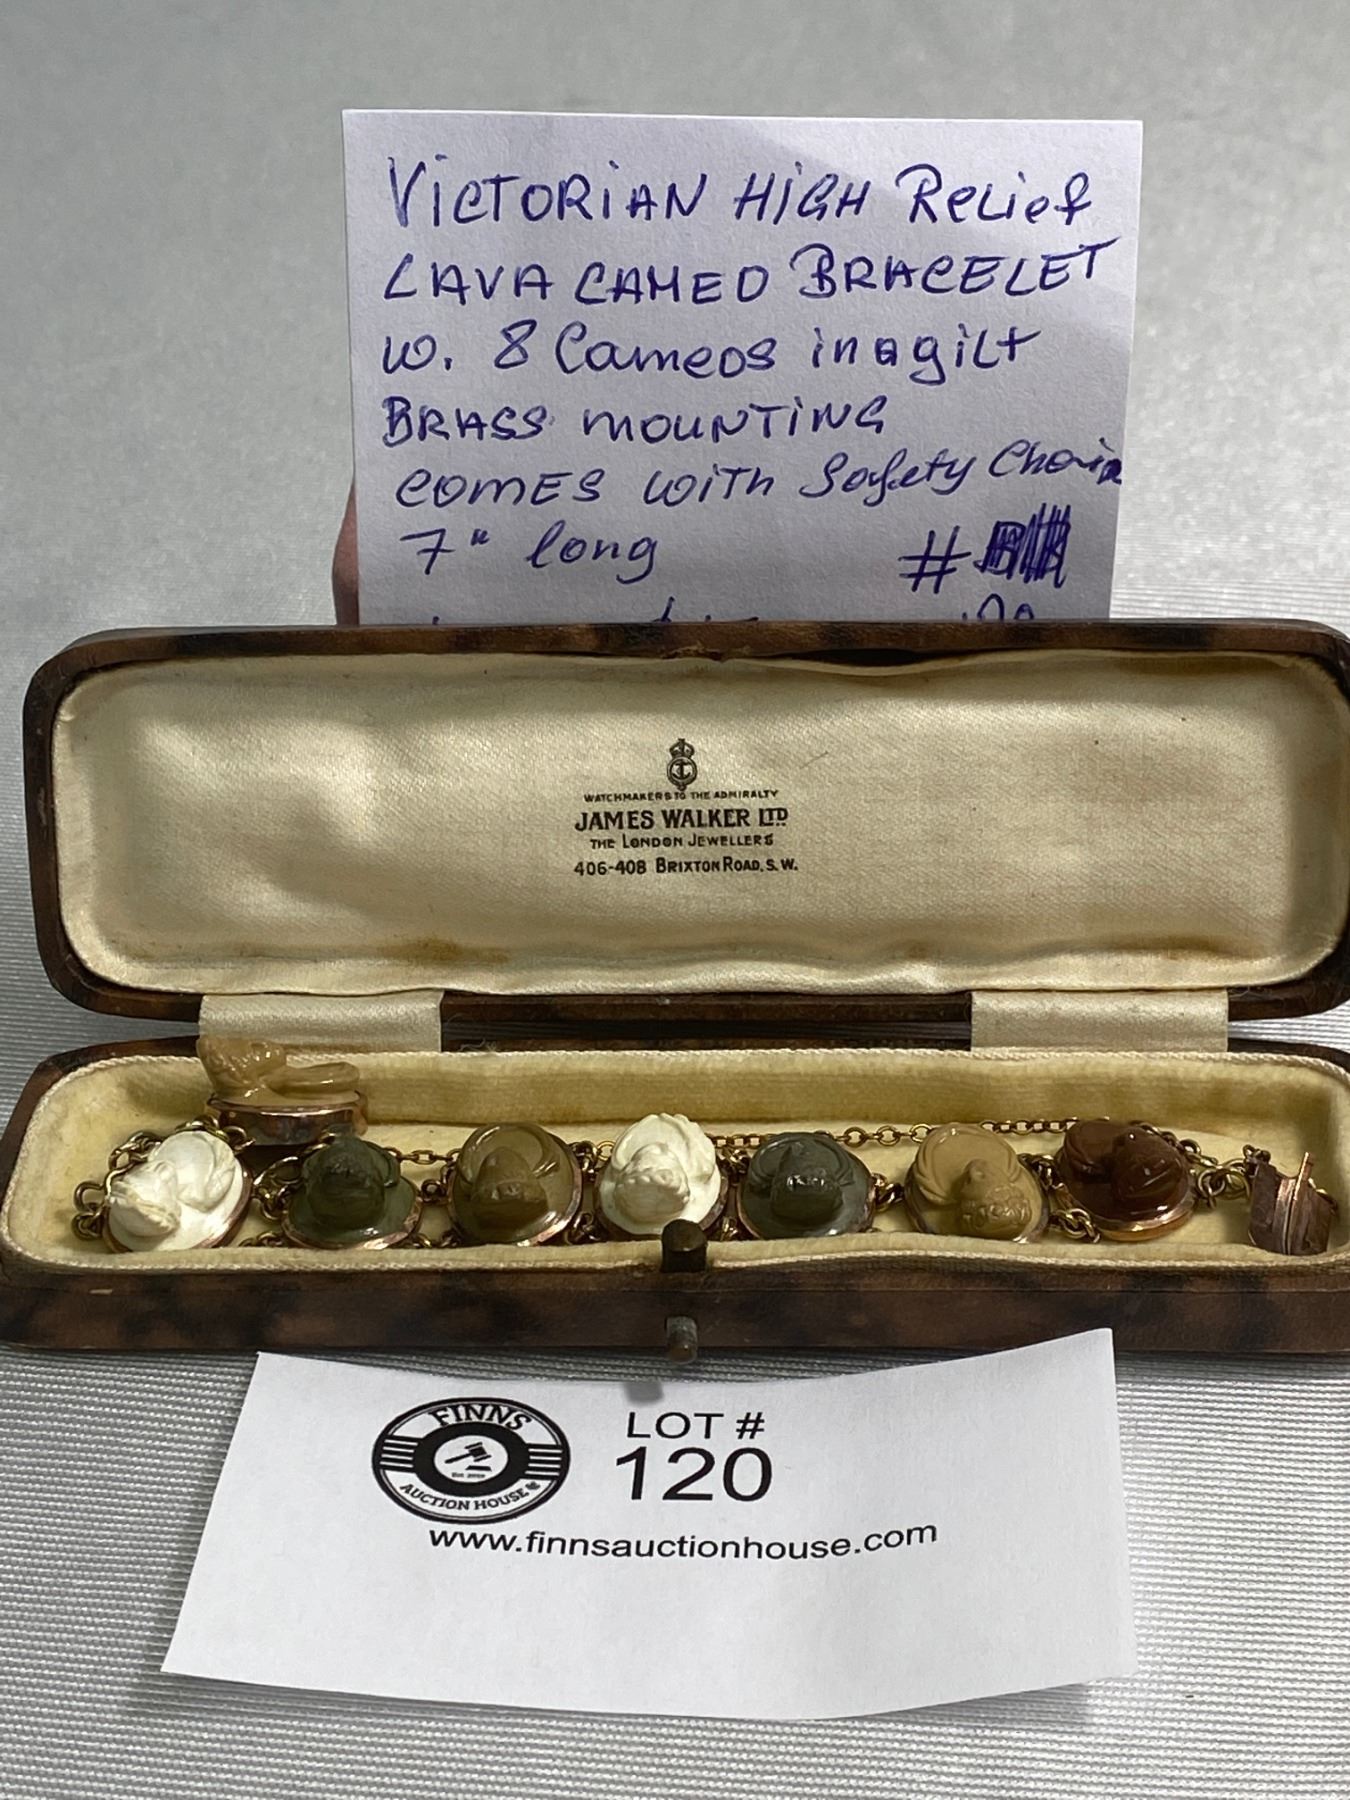 VICTORIAN HIGH Relief
LAVA CAMEO BRACELET
w. 8 Cameos in a gilt
BRASS MOUNTING
COMES WITH Safety Chain
7" long #
WATCHMAKERS TO THE ADMIRALTY
JAMES WALKER LTD
THE LONDON JEWELLERS
406-408 BRIXTON ROAD, S.W.
FINNS
AUCTION HOUSE
LOT #
120
www.finnsauctionhouse.com